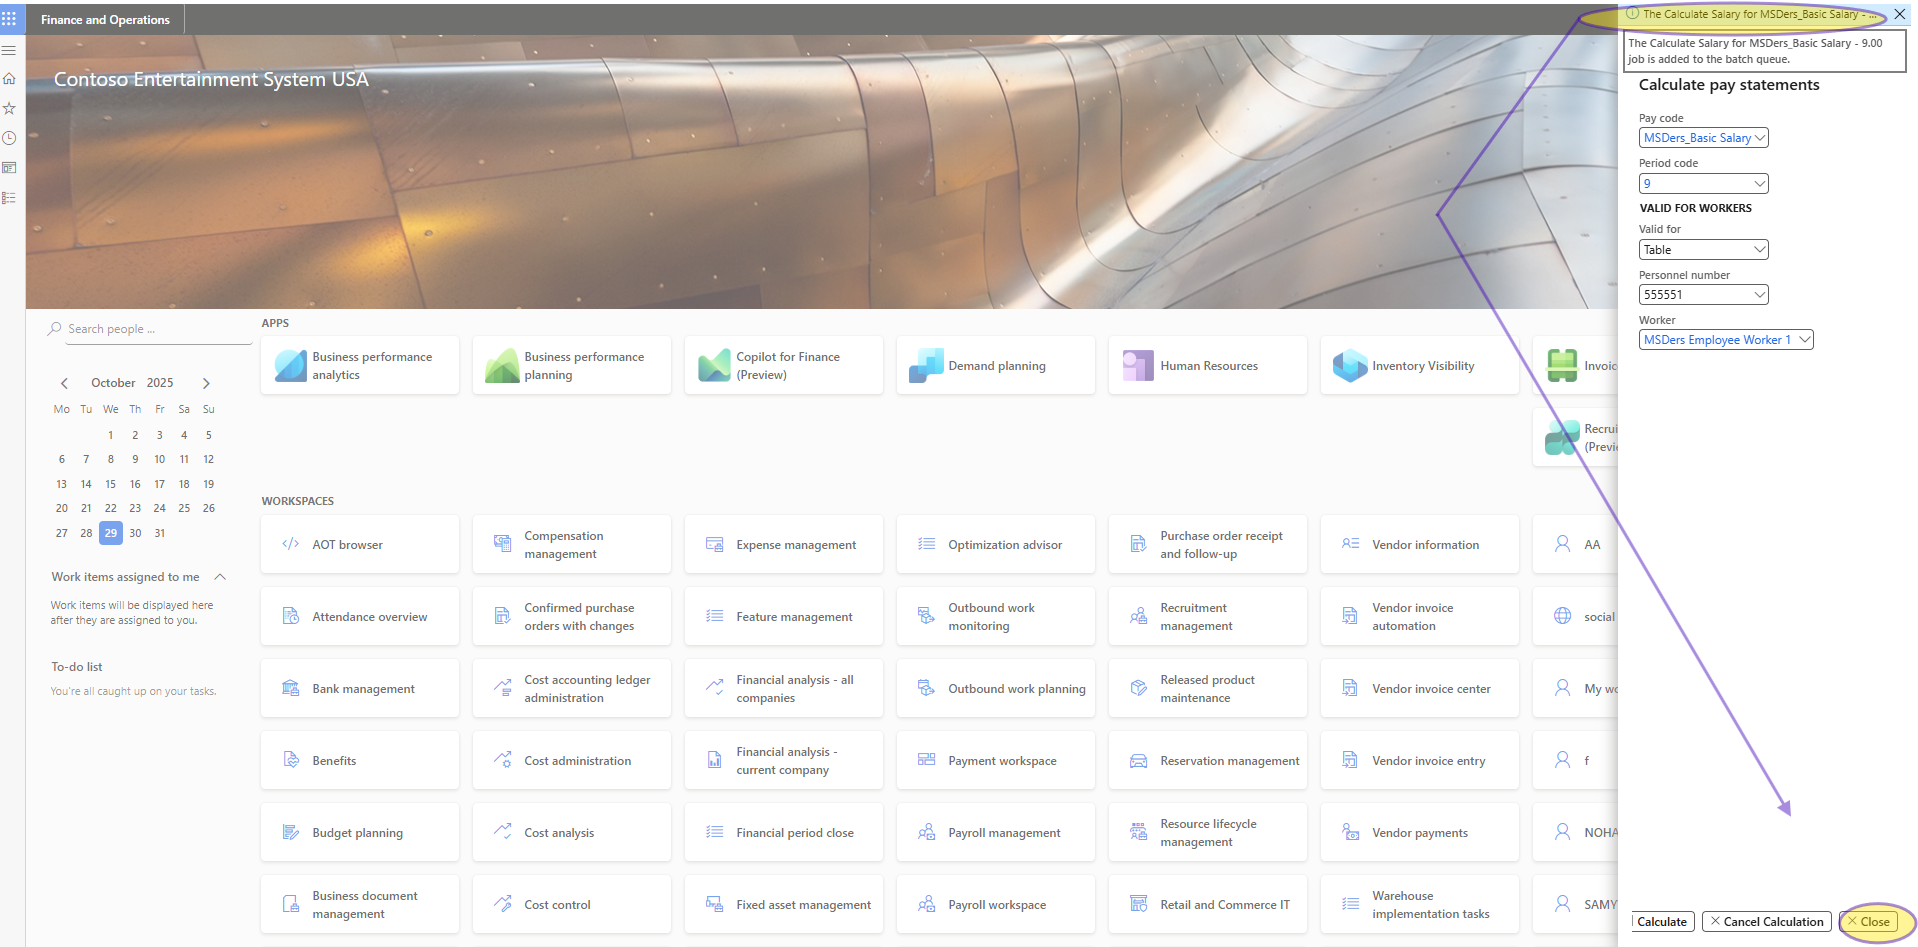 Finance and Operations
The Calculate Salary for MSDers_Basic Salary - ...
The Calculate Salary for MSDers_Basic Salary - 9.00
job is added to the batch queue.
Contoso Entertainment System USA
Calculate pay statements
Pay code
MSDers_Basic Salary
Period code
9
VALID FOR WORKERS
Valid for
Table
Personnel number
555551
Worker
MSDers Employee Worker 1
Search people ...
October 2025
Mo Tu We Th Fr Sa Su
1 2 3 4 5
6 7 8 9 10 11 12
13 14 15 16 17 18 19
20 21 22 23 24 25 26
27 28 29 30 31
Work items assigned to me
Work items will be displayed here
after they are assigned to you.
To-do list
You're all caught up on your tasks.
APPS
Business performance
analytics
Business performance
planning
Copilot for Finance
(Preview)
Demand planning
Human Resources
Inventory Visibility
Invoic
Recrui
(Previe
WORKSPACES
AOT browser
Compensation
management
Expense management
Optimization advisor
Purchase order receipt
and follow-up
Vendor information
AA
Attendance overview
Confirmed purchase
orders with changes
Feature management
Outbound work
monitoring
Recruitment
management
Vendor invoice
automation
social
Bank management
Cost accounting ledger
administration
Financial analysis - all
companies
Outbound work planning
Released product
maintenance
Vendor invoice center
My wo
Benefits
Cost administration
Financial analysis -
current company
Payment workspace
Reservation management
Vendor invoice entry
f
Budget planning
Cost analysis
Financial period close
Payroll management
Resource lifecycle
management
Vendor payments
NOHA
Business document
management
Cost control
Fixed asset management
Payroll workspace
Retail and Commerce IT
Warehouse
implementation tasks
SAMY
Calculate
Cancel Calculation
Close